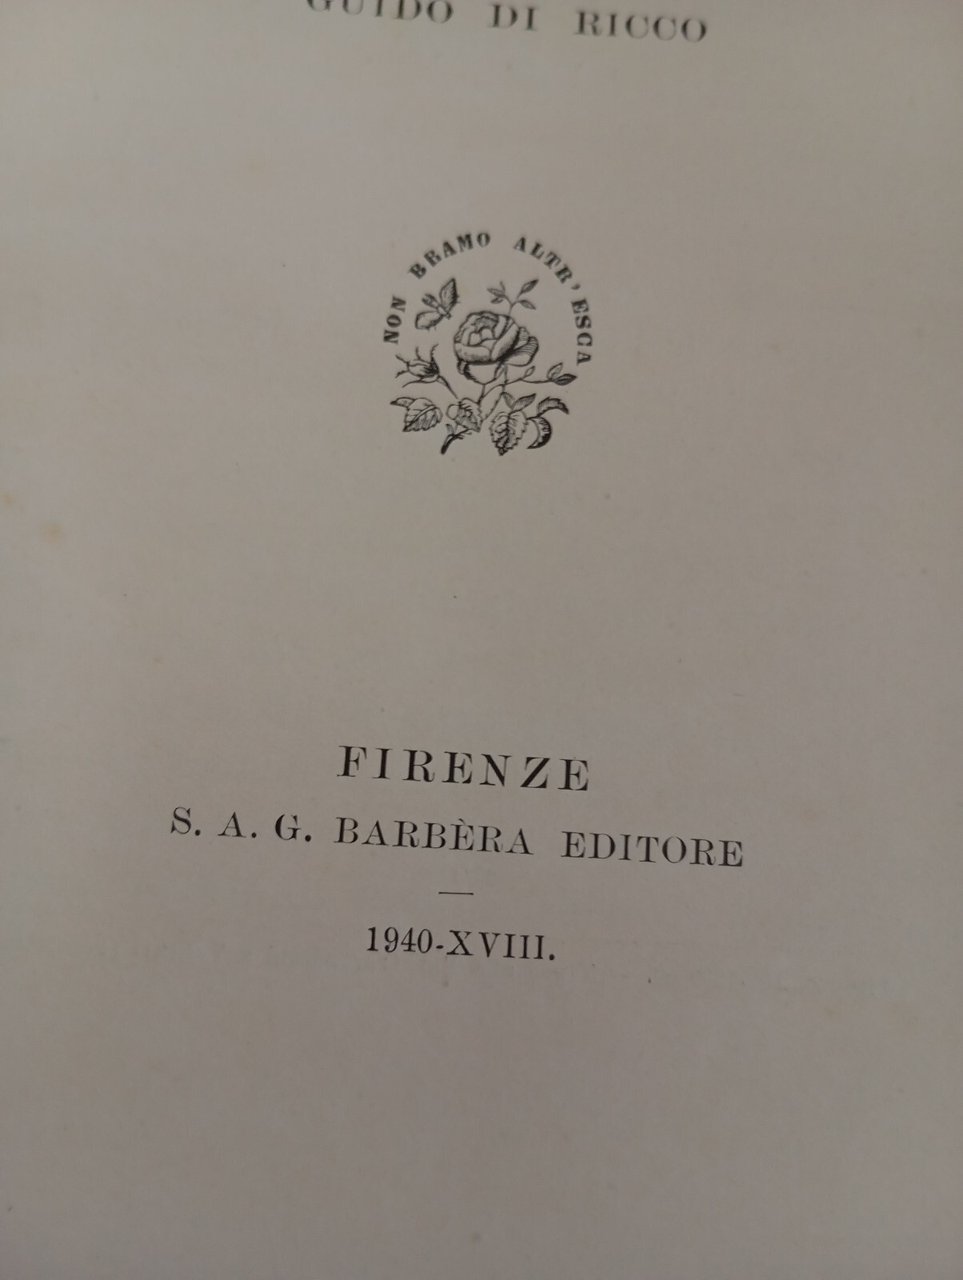 GUIDO DI RICCO
NON BRAMO ALTR' ESCA
FIRENZE
S. A. G. BARBÈRA EDITORE
1940-XVIII.